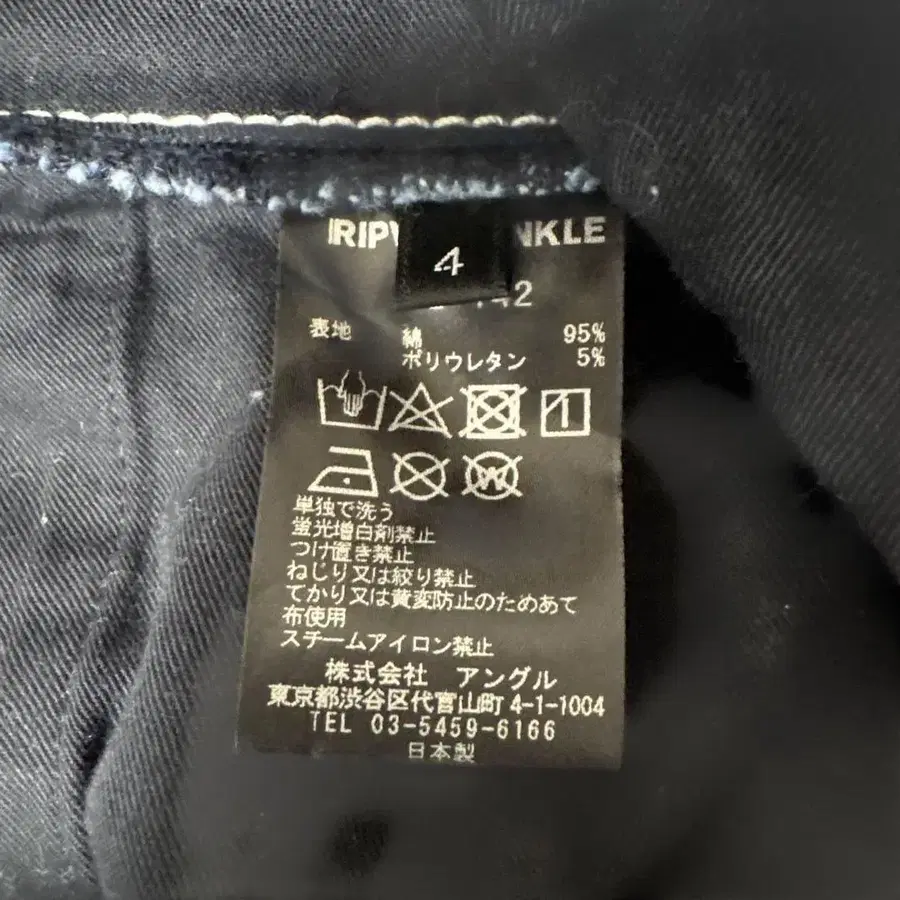 4
表地 綿 95%
ポリウレタン 5%
単独で洗う
蛍光増白剤禁止
つけ置き禁止
ねじり又は絞り禁止
てかり又は黄変防止のためあて
布使用
スチームアイロン禁止
株式会社 アングル
東京都渋谷区代官山町4-1-1004
TEL 03-5459-6166
日本製